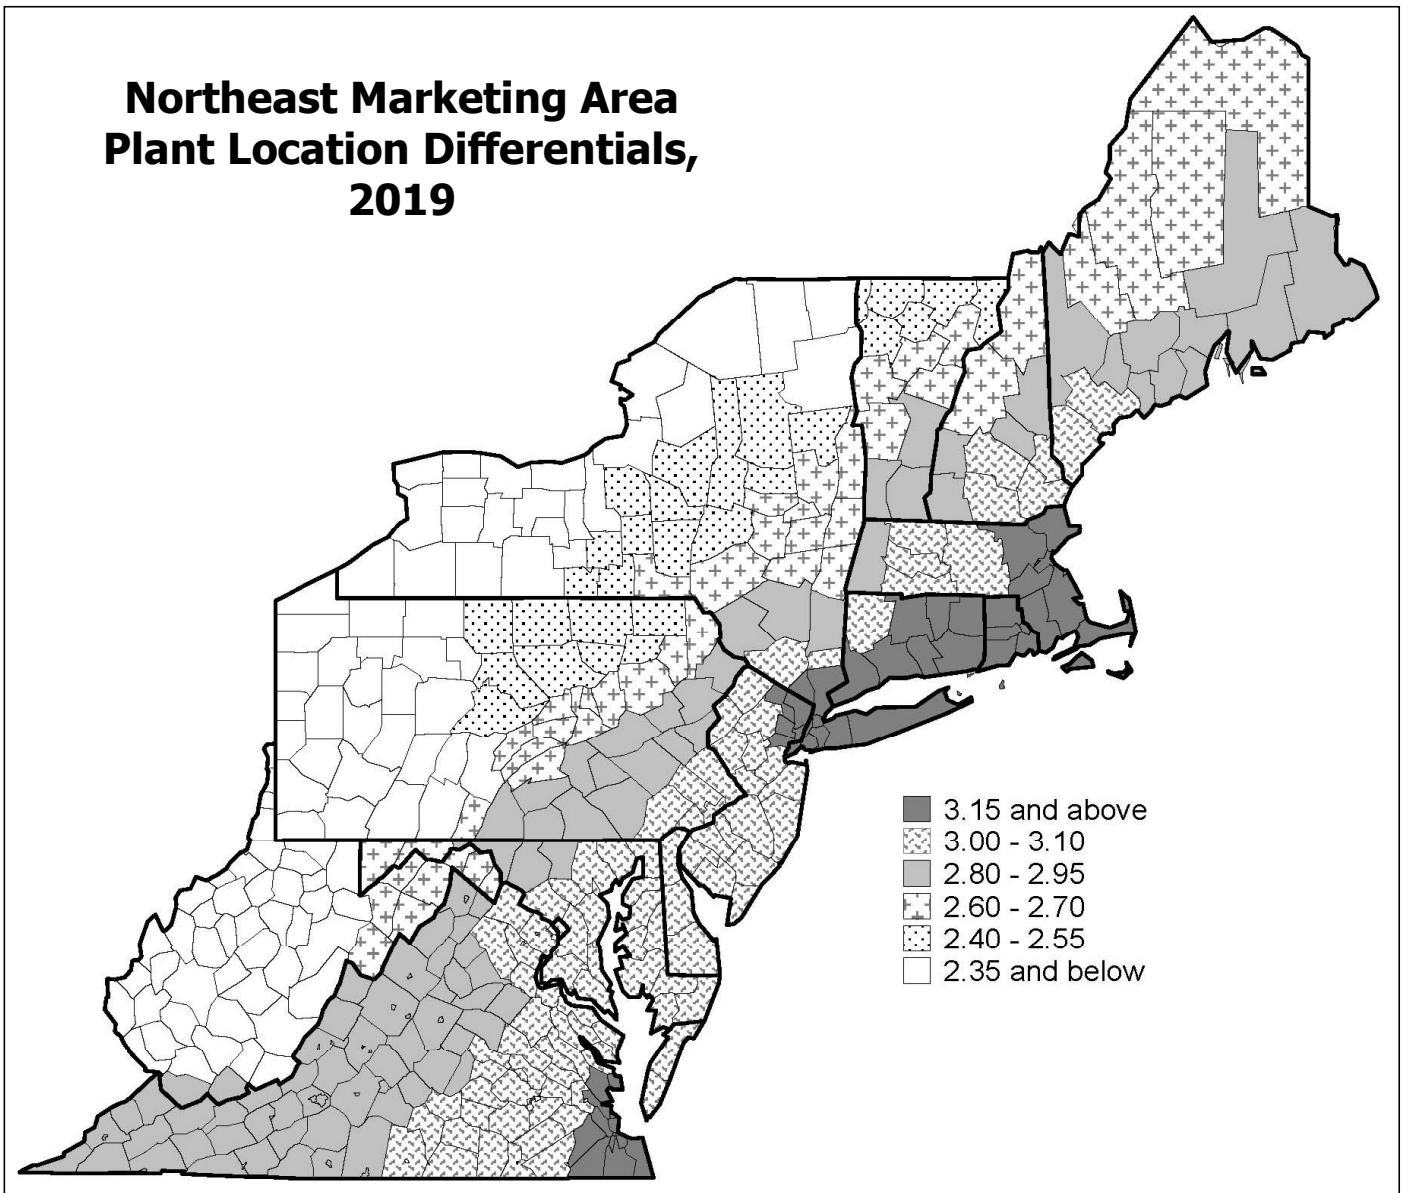 Northeast Marketing Area
Plant Location Differentials,
2019
3.15 and above
3.00 - 3.10
2.80 - 2.95
2.60 - 2.70
2.40 - 2.55
2.35 and below